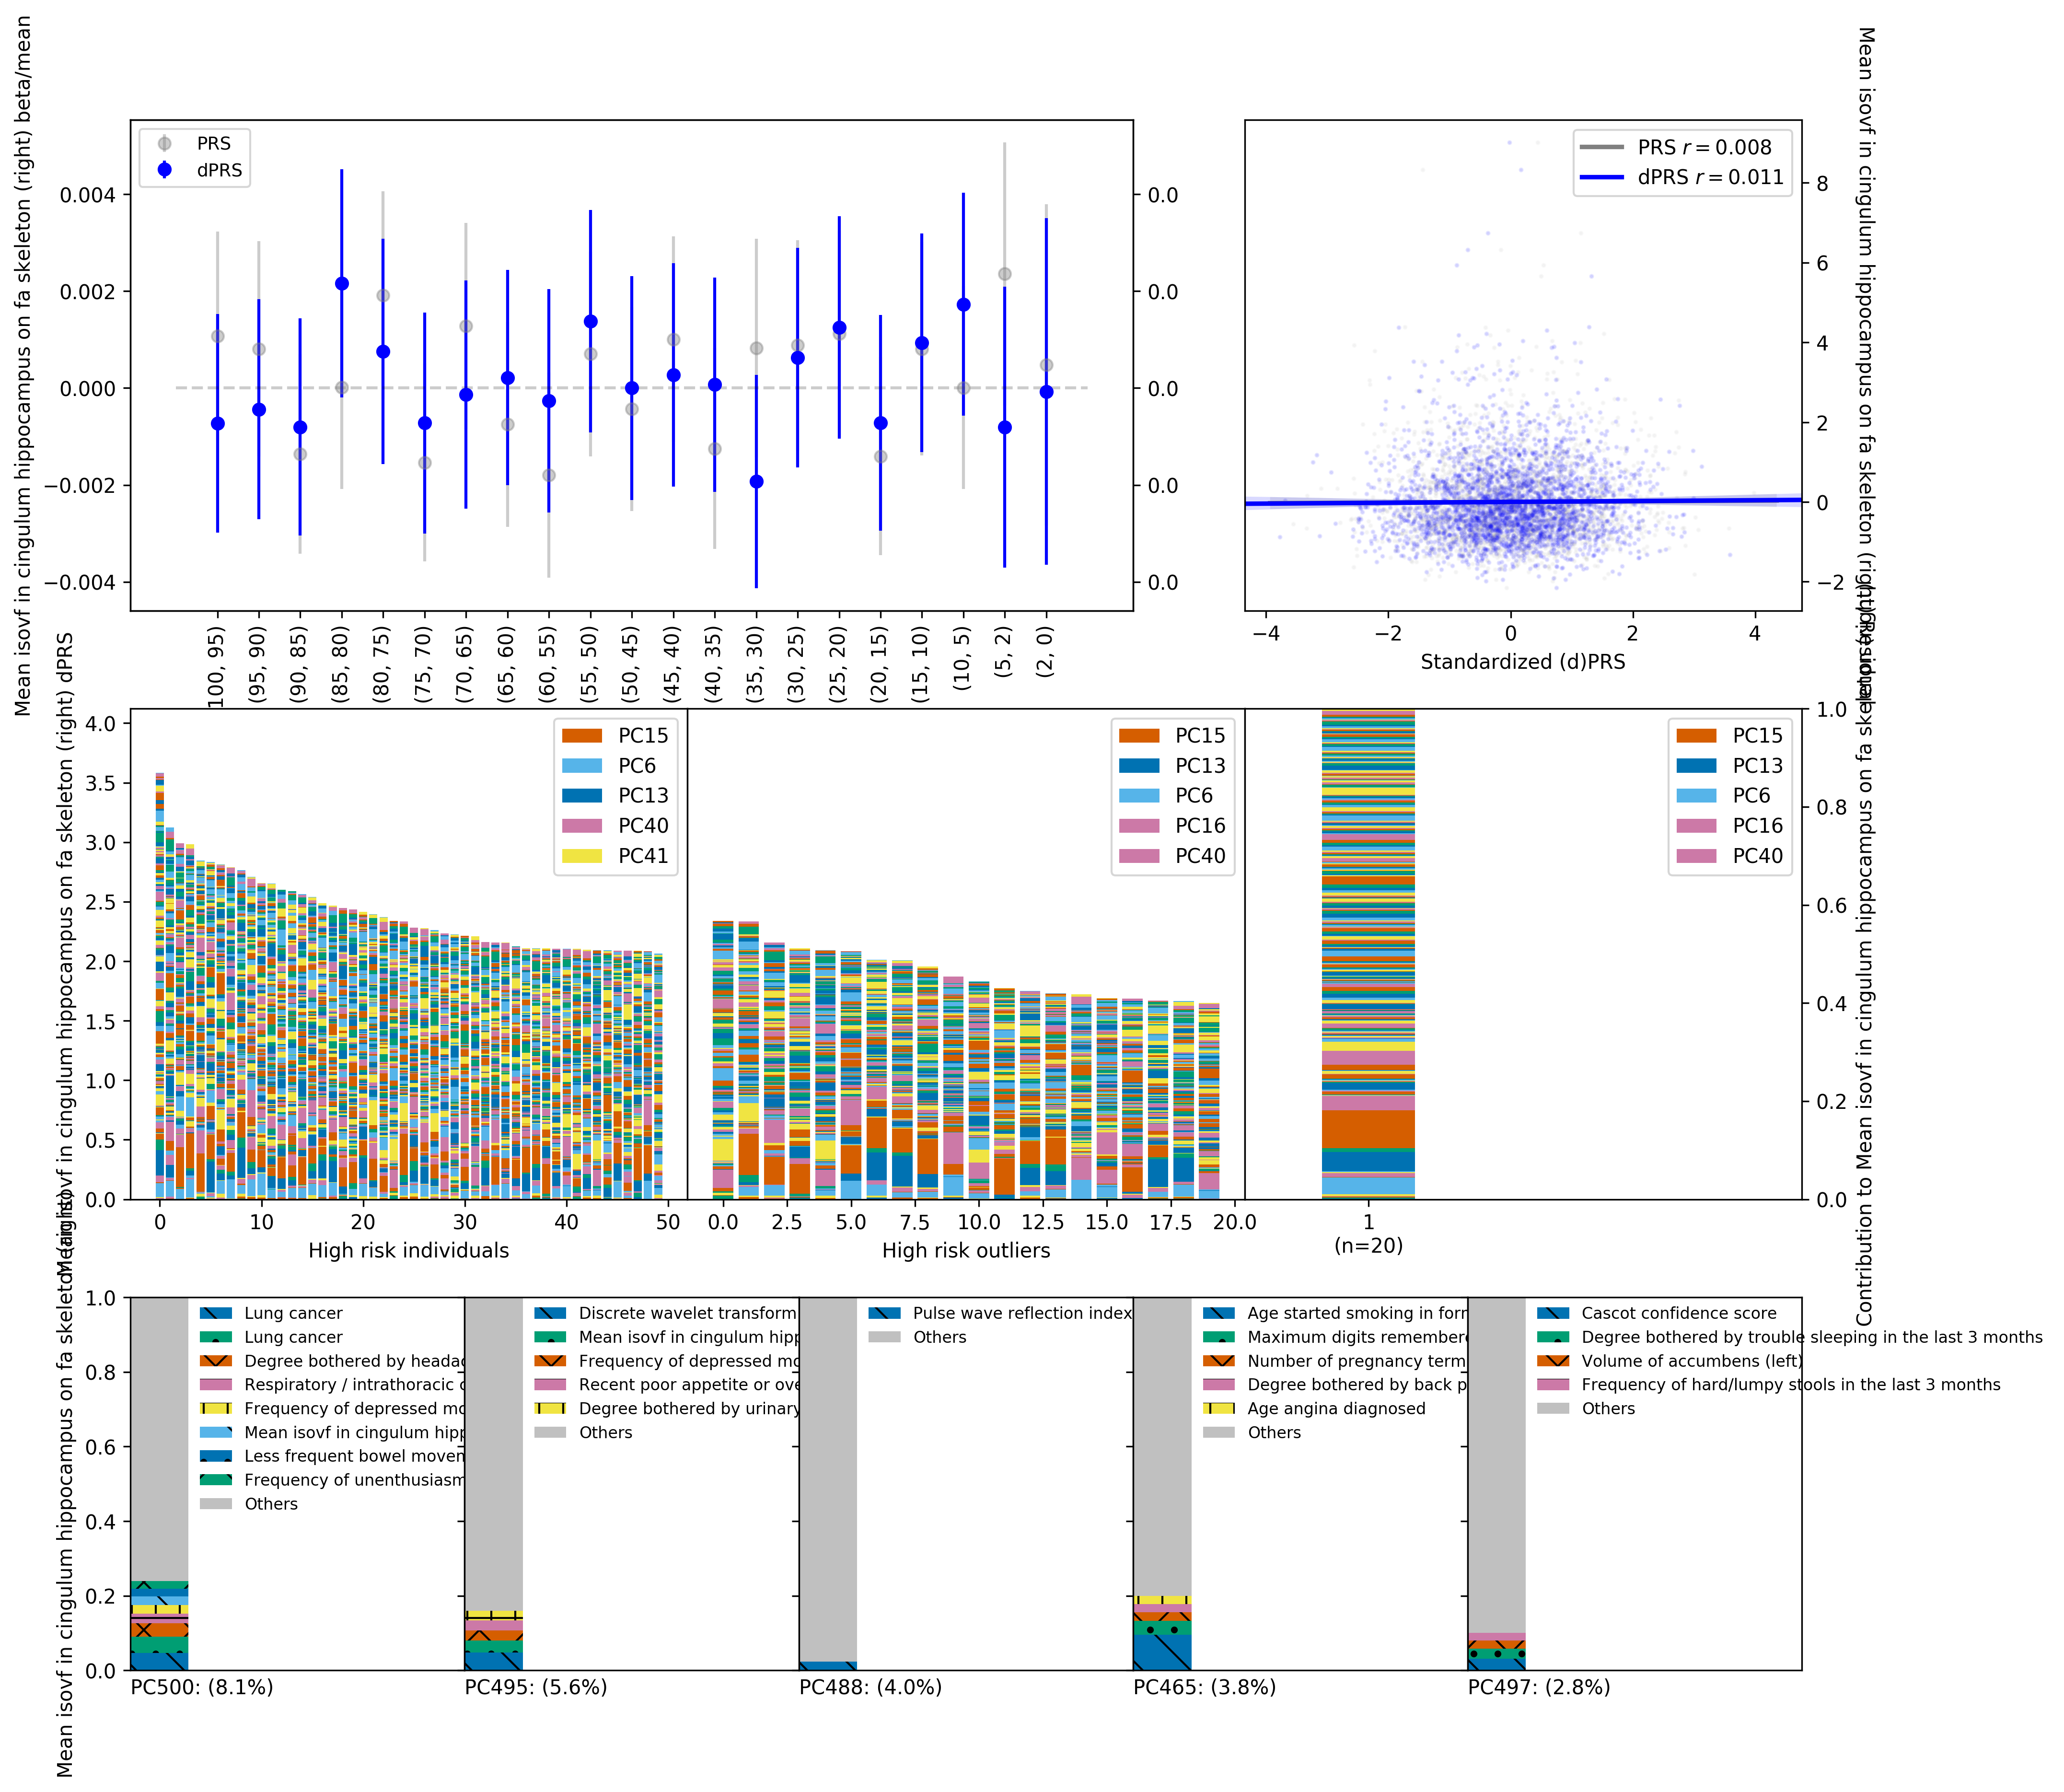 Mean isovf in cingulum hippocampus on fa skeleton (right) beta/mean
PRS
dPRS
0.004
0.002
0.000
−0.002
−0.004
0.0
0.0
0.0
0.0
0.0
100, 95)
(95, 90)
(90, 85)
(85, 80)
(80, 75)
(75, 70)
(70, 65)
(65, 60)
(60, 55)
(55, 50)
(50, 45)
(45, 40)
(40, 35)
(35, 30)
(30, 25)
(25, 20)
(20, 15)
(15, 10)
(10, 5)
(5, 2)
(2, 0)
PRS r = 0.008
dPRS r = 0.011
8
6
4
2
0
−2
−4
−2
0
2
4
Standardized (d)PRS
Mean isovf in cingulum hippocampus on fa skeleton (right)
Mean isovf in cingulum hippocampus on fa skeleton (right) dPRS
4.0
3.5
3.0
2.5
2.0
1.5
1.0
0.5
0.0
PC15
PC6
PC13
PC40
PC41
0
10
20
30
40
50
High risk individuals
PC15
PC13
PC6
PC16
PC40
0.0
2.5
5.0
7.5
10.0
12.5
15.0
17.5
20.0
High risk outliers
PC15
PC13
PC6
PC16
PC40
1
(n=20)
1.0
0.8
0.6
0.4
0.2
0.0
Contribution to Mean isovf in cingulum hippocampus on fa
Mean isovf in cingulum hippocampus on fa skeleton (right)
1.0
0.8
0.6
0.4
0.2
0.0
Lung cancer
Lung cancer
Degree bothered by headac
Respiratory / intrathoracic
Frequency of depressed mo
Mean isovf in cingulum hipp
Less frequent bowel movem
Frequency of unenthusiasm
Others
PC500: (8.1%)
Discrete wavelet transform
Mean isovf in cingulum hipp
Frequency of depressed mo
Recent poor appetite or ove
Degree bothered by urinary
Others
PC495: (5.6%)
Pulse wave reflection index
Others
PC488: (4.0%)
Age started smoking in forr
Maximum digits remembere
Number of pregnancy term
Degree bothered by back p
Age angina diagnosed
Others
PC465: (3.8%)
Cascot confidence score
Degree bothered by trouble sleeping in the last 3 months
Volume of accumbens (left)
Frequency of hard/lumpy stools in the last 3 months
Others
PC497: (2.8%)